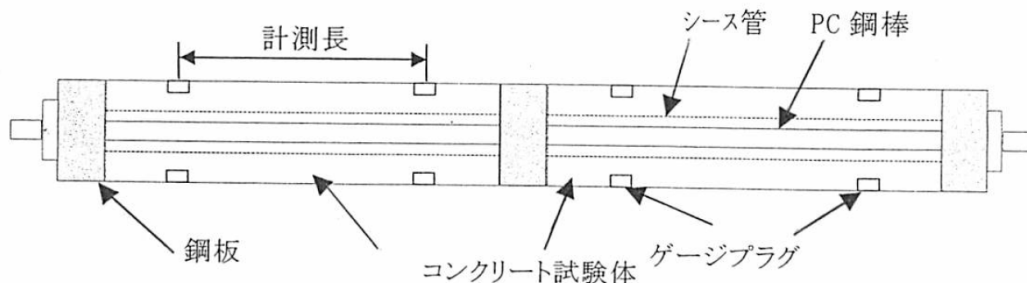 シース管
計測長
PC 鋼棒
鋼板
コンクリート試験体
ゲージプラグ